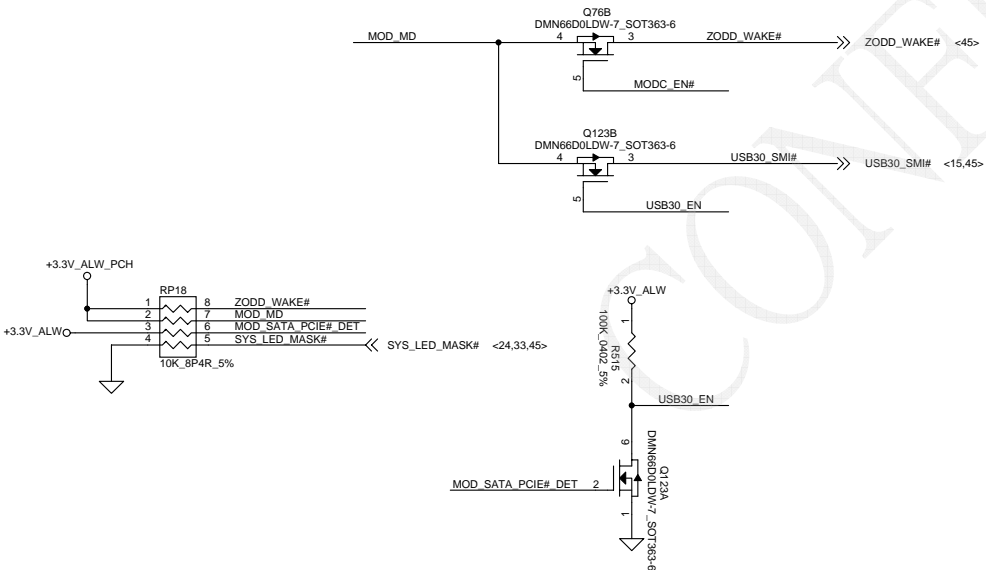 Q76B
DMN66D0LDW-7_SOT363-6
MOD_MD
4
3
ZODD_WAKE#
ZODD_WAKE# <45>
5
MODC_EN#
Q123B
DMN66D0LDW-7_SOT363-6
4
3
USB30_SMI#
USB30_SMI# <15,45>
5
USB30_EN
+3.3V_ALW_PCH
RP18
1
8
ZODD_WAKE#
2
7
MOD_MD
+3.3V_ALW
3
6
MOD_SATA_PCIE#_DET
4
5
SYS_LED_MASK#
SYS_LED_MASK# <24,33,45>
10K_8P4R_5%
+3.3V_ALW
1
R515
100K_0402_5%
2
USB30_EN
6
Q123A
DMN66D0LDW-7_SOT363-6
MOD_SATA_PCIE#_DET
2
1